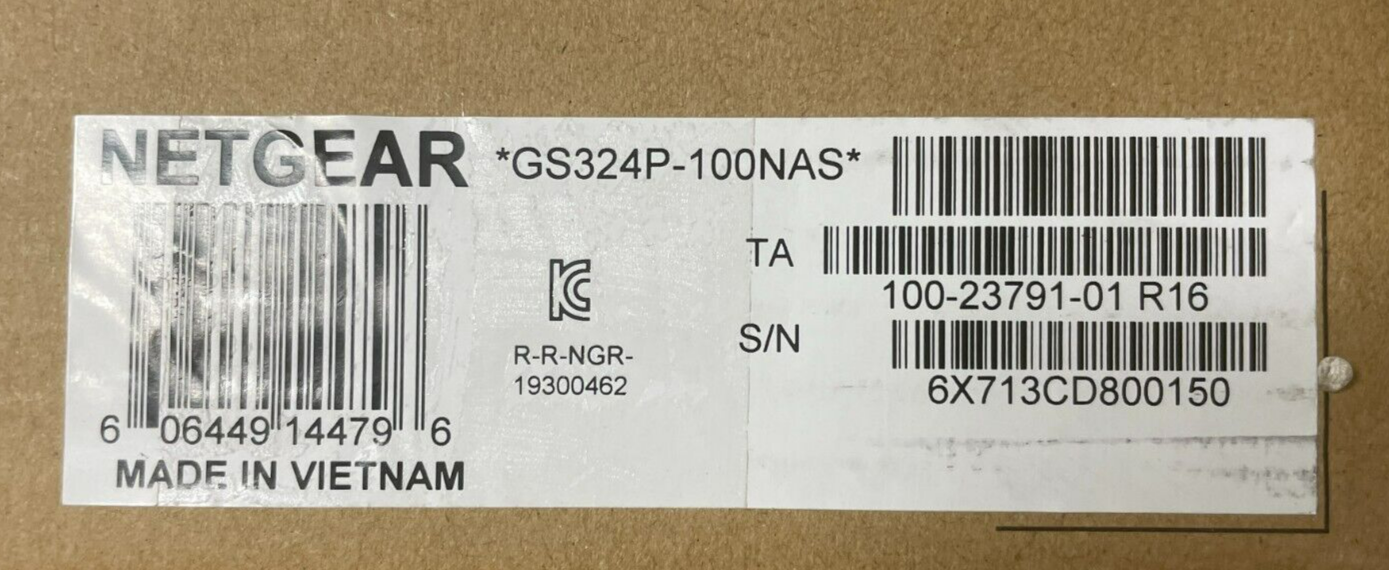 NETGEAR
*GS324P-100NAS*
TA
100-23791-01 R16
S/N
6X713CD800150
R-R-NGR-
19300462
6 06449 14479 6
MADE IN VIETNAM